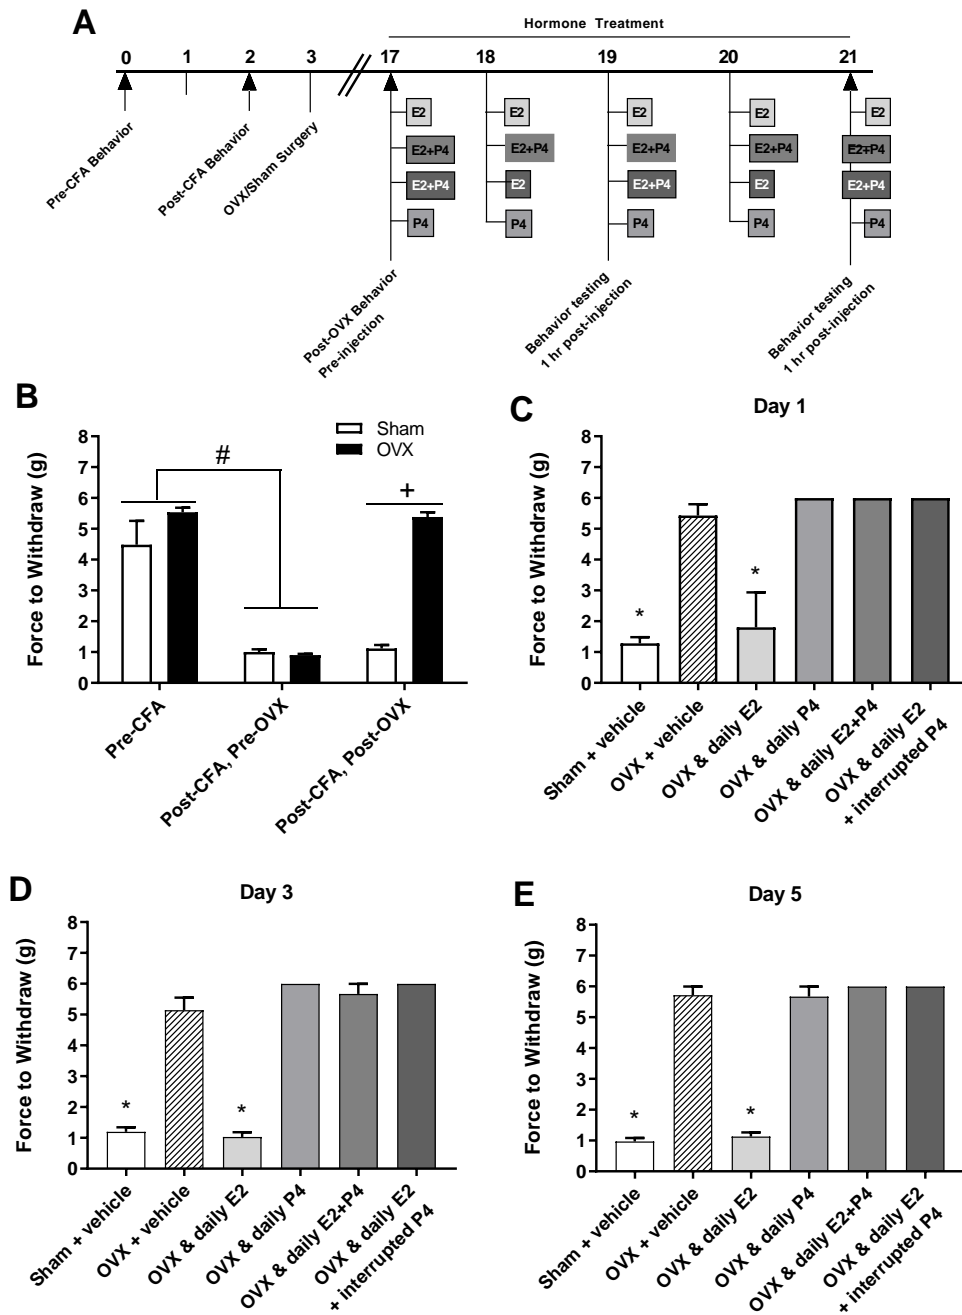 A
Hormone Treatment
0 1 2 3 17 18 19 20 21
E2 E2 E2 E2 E2
E2+P4 E2+P4 E2+P4 E2+P4 E2+P4
E2+P4 E2 E2+P4 E2 E2+P4
P4 P4 P4 P4 P4
Pre-CFA Behavior
Post-CFA Behavior
OVX/Sham Surgery
Post-OVX Behavior
Pre-injection
Behavior testing
1 hr post-injection
Behavior testing
1 hr post-injection
B
Sham
OVX
Force to Withdraw (g)
8
7
6
5
4
3
2
1
0
#
+
Pre-CFA
Post-CFA, Pre-OVX
Post-CFA, Post-OVX
C
Day 1
Force to Withdraw (g)
8
7
6
5
4
3
2
1
0
*
*
Sham + vehicle
OVX + vehicle
OVX & daily E2
OVX & daily P4
OVX & daily E2+P4
OVX & daily E2
+ interrupted P4
D
Day 3
Force to Withdraw (g)
8
7
6
5
4
3
2
1
0
*
*
Sham + vehicle
OVX + vehicle
OVX & daily E2
OVX & daily P4
OVX & daily E2+P4
OVX & daily E2
+ interrupted P4
E
Day 5
Force to Withdraw (g)
8
7
6
5
4
3
2
1
0
*
*
Sham + vehicle
OVX + vehicle
OVX & daily E2
OVX & daily P4
OVX & daily E2+P4
OVX & daily E2
+ interrupted P4